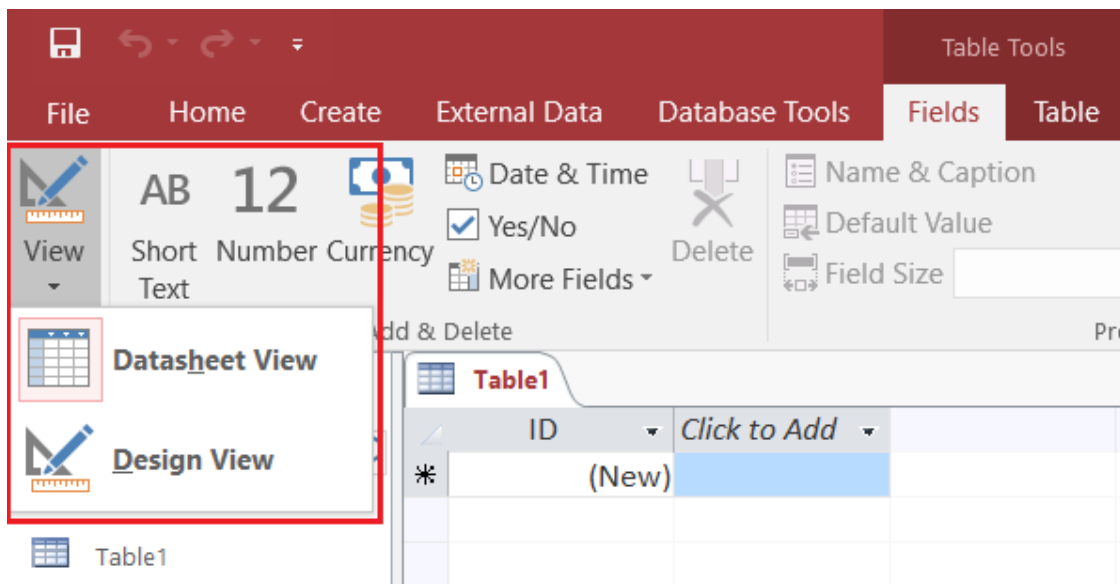 Table Tools
File Home Create External Data Database Tools Fields Table
AB 12 Date & Time Name & Caption
View Short Text Number Currency Yes/No Delete Default Value
More Fields Field Size
dd & Delete Pr
Datasheet View
Design View
Table1
ID Click to Add
(New)
Table1